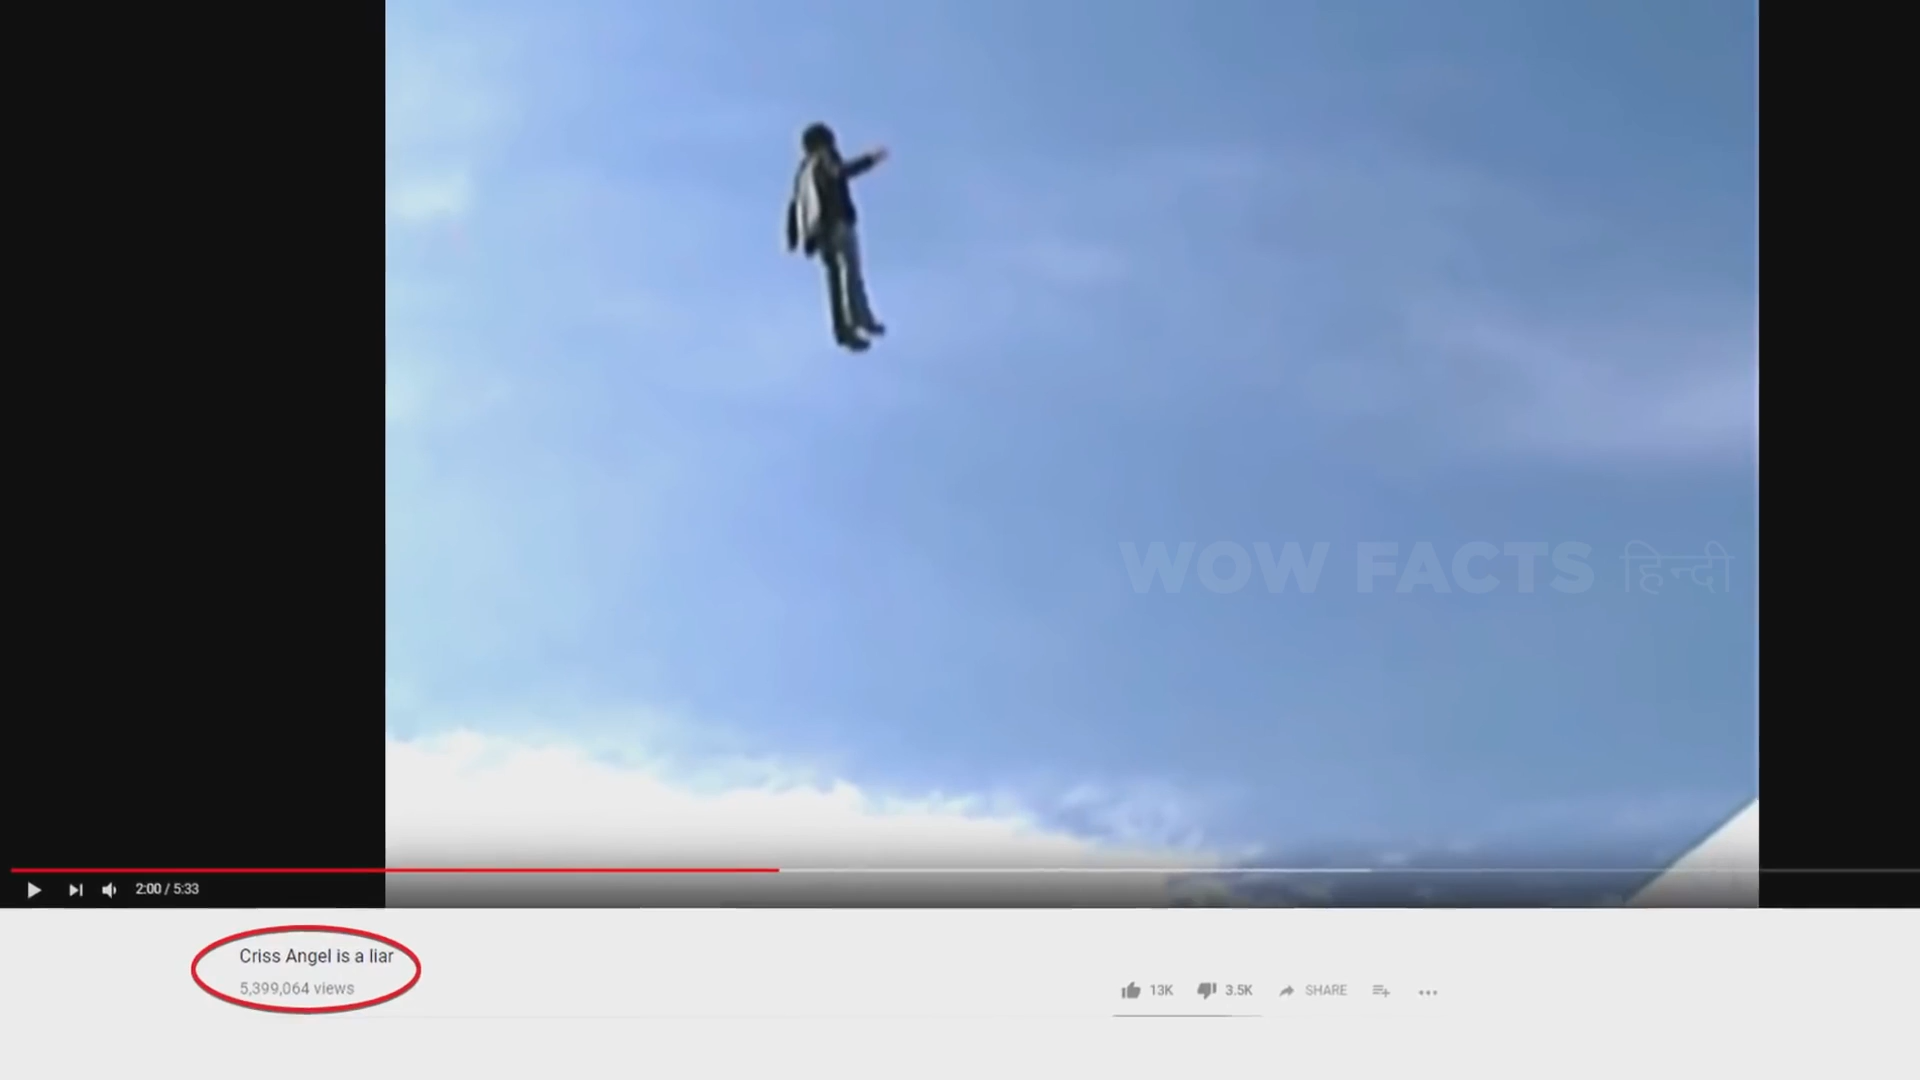 WOW FACTS हिन्दी
2:00 / 5:33
Criss Angel is a liar
5,399,064 views
13K
3.5K
SHARE